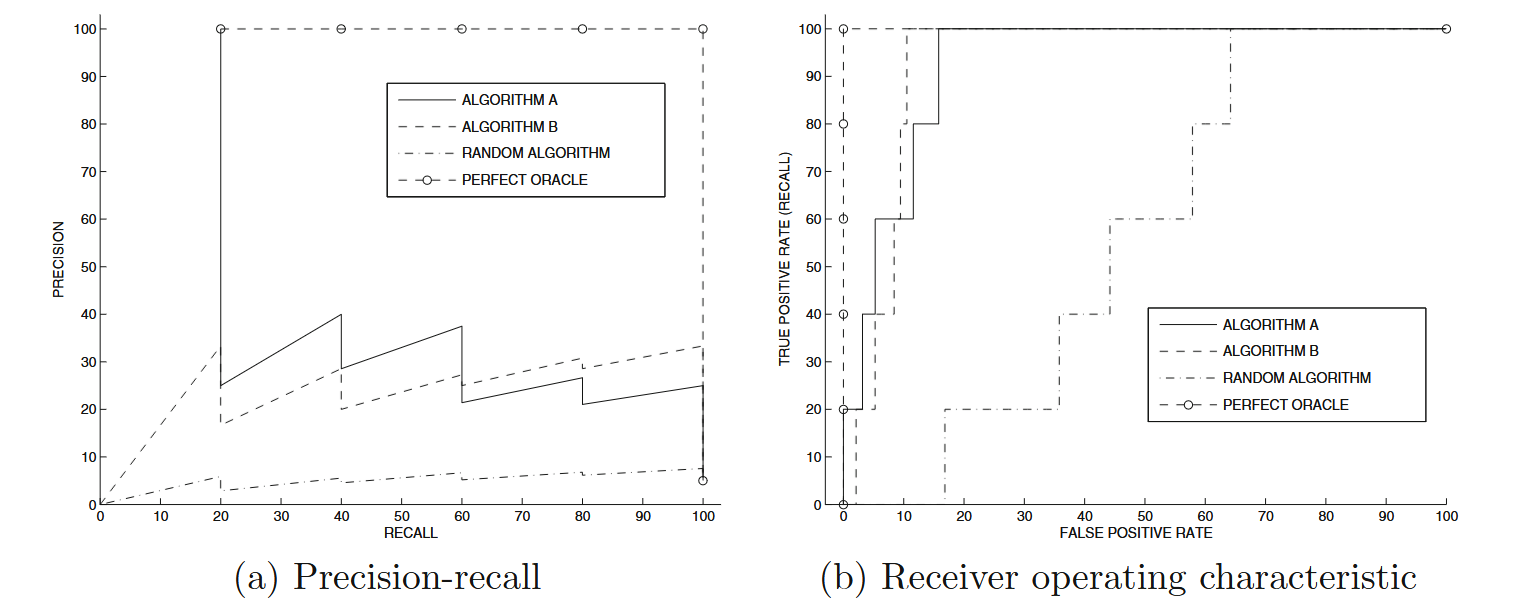 100
90
80
70
60
50
40
30
20
10
0
PRECISION
0 10 20 30 40 50 60 70 80 90 100
RECALL
ALGORITHM A
ALGORITHM B
RANDOM ALGORITHM
PERFECT ORACLE
(a) Precision-recall
100
90
80
70
60
50
40
30
20
10
0
TRUE POSITIVE RATE (RECALL)
0 10 20 30 40 50 60 70 80 90 100
FALSE POSITIVE RATE
ALGORITHM A
ALGORITHM B
RANDOM ALGORITHM
PERFECT ORACLE
(b) Receiver operating characteristic